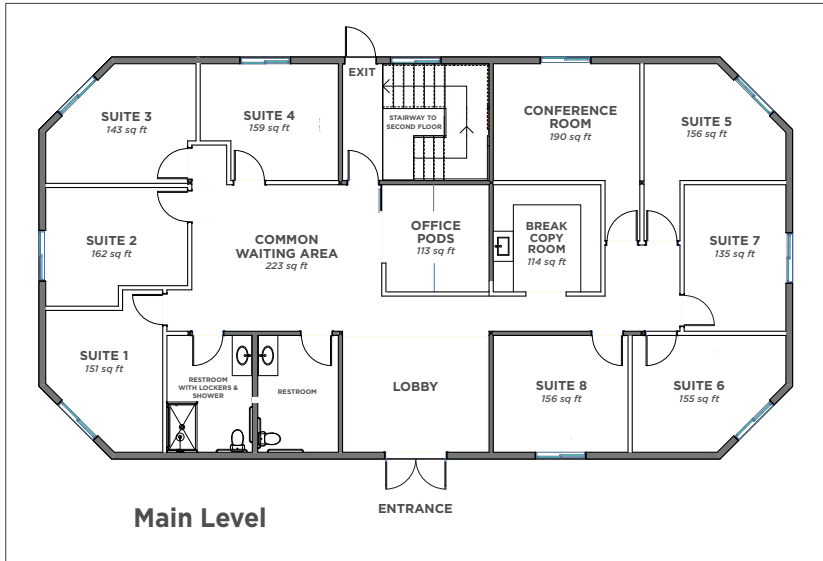 EXIT
SUITE 3
143 sq ft
SUITE 4
159 sq ft
STAIRWAY TO
SECOND FLOOR
CONFERENCE
ROOM
190 sq ft
SUITE 5
156 sq ft
SUITE 2
162 sq ft
COMMON
WAITING AREA
223 sq ft
OFFICE
PODS
113 sq ft
BREAK
COPY
ROOM
114 sq ft
SUITE 7
135 sq ft
SUITE 1
151 sq ft
RESTROOM
WITH LOCKERS &
SHOWER
RESTROOM
LOBBY
SUITE 8
156 sq ft
SUITE 6
155 sq ft
ENTRANCE
Main Level